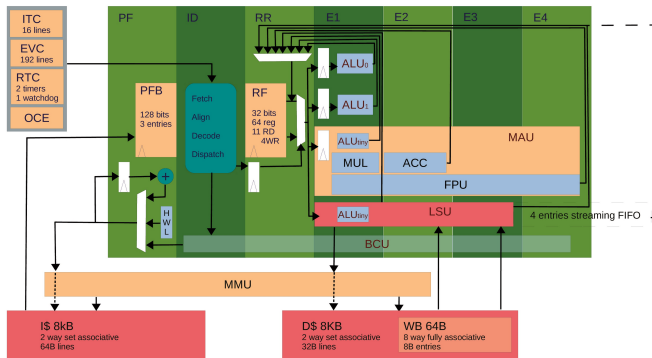 PF
ID
RR
E1
E2
E3
E4
ITC
16 lines
EVC
192 lines
RTC
2 timers
1 watchdog
OCE
PFB
128 bits
3 entries
Fetch
Align
Decode
Dispatch
RF
32 bits
64 reg
11 RD
4WR
ALU0
ALU1
ALUtiny
MAU
MUL
ACC
FPU
ALUtiny
LSU
4 entries streaming FIFO
+
H
W
L
BCU
MMU
I$ 8kB
2 way set associative
64B lines
D$ 8KB
2 way set associative
32B lines
WB 64B
8 way fully associative
8B entries